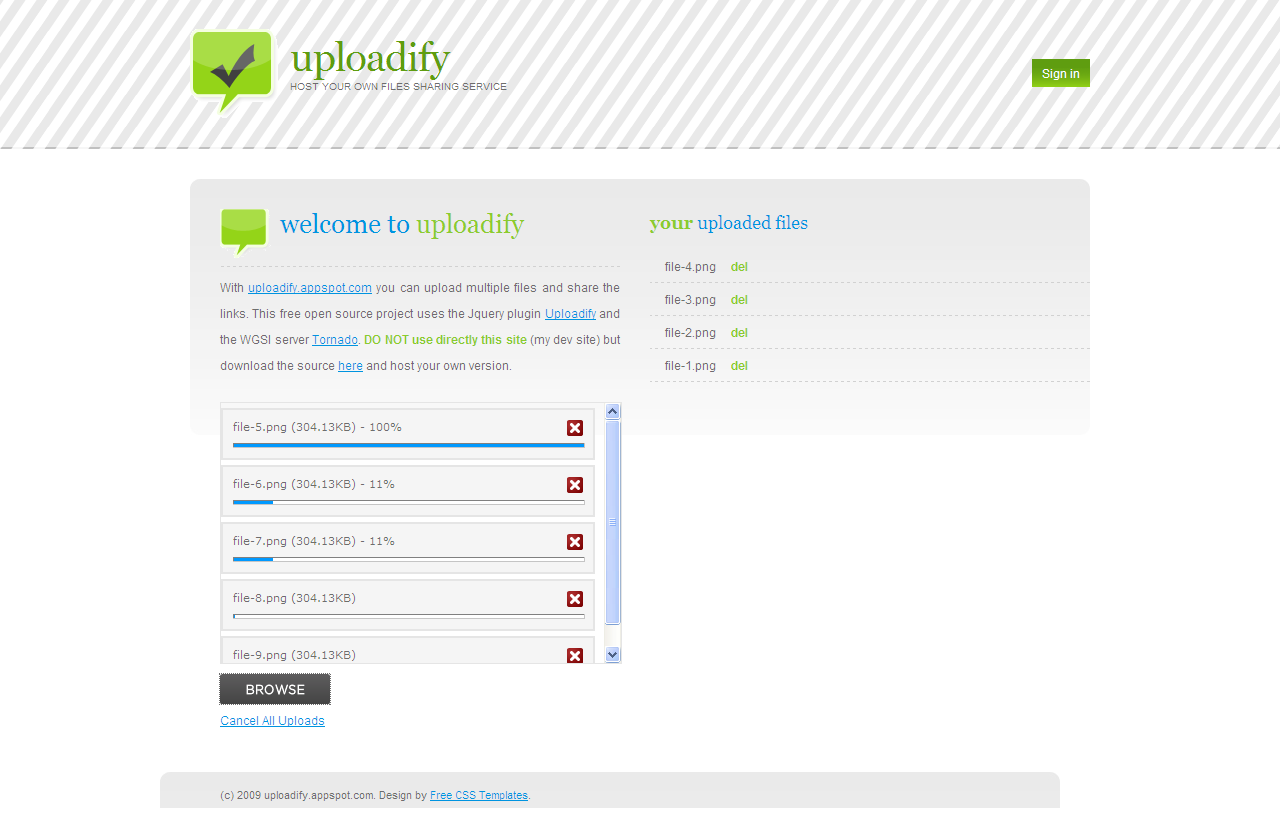 uploadify
HOST YOUR OWN FILES SHARING SERVICE
Sign in
welcome to uploadify
With uploadify.appspot.com you can upload multiple files and share the
links. This free open source project uses the Jquery plugin Uploadify and
the WGSI server Tornado. DO NOT use directly this site (my dev site) but
download the source here and host your own version.
file-5.png (304.13KB) - 100%
file-6.png (304.13KB) - 11%
file-7.png (304.13KB) - 11%
file-8.png (304.13KB)
file-9.png (304.13KB)
BROWSE
Cancel All Uploads
your uploaded files
file-4.png del
file-3.png del
file-2.png del
file-1.png del
(c) 2009 uploadify.appspot.com. Design by Free CSS Templates.